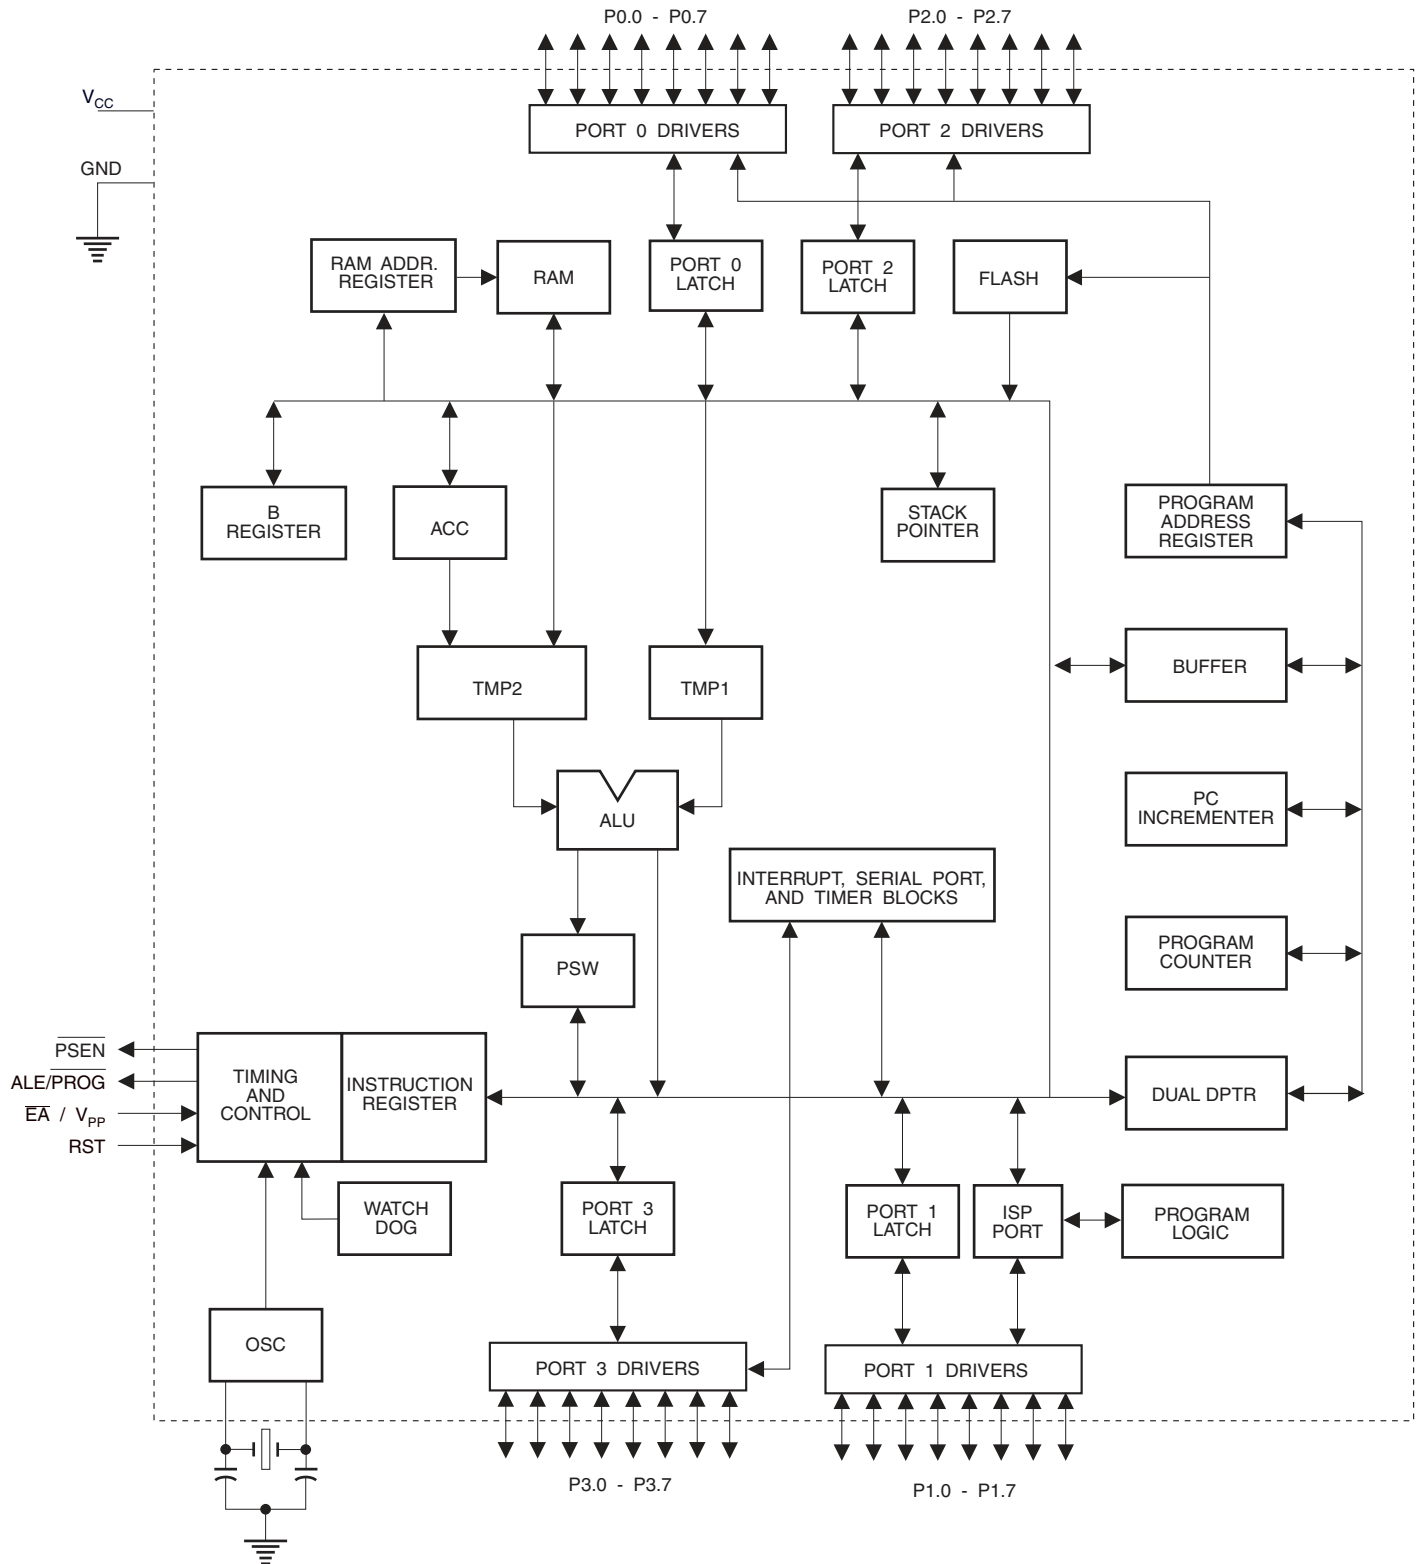 P0.0 - P0.7
P2.0 - P2.7
VCC
GND
PORT 0 DRIVERS
PORT 2 DRIVERS
RAM ADDR.
REGISTER
RAM
PORT 0
LATCH
PORT 2
LATCH
FLASH
B
REGISTER
ACC
STACK
POINTER
PROGRAM
ADDRESS
REGISTER
TMP2
TMP1
BUFFER
ALU
PC
INCREMENTER
INTERRUPT, SERIAL PORT,
AND TIMER BLOCKS
PSW
PROGRAM
COUNTER
PSEN
ALE/PROG
EA / VPP
RST
TIMING
AND
CONTROL
INSTRUCTION
REGISTER
DUAL DPTR
WATCH
DOG
PORT 3
LATCH
PORT 1
LATCH
ISP
PORT
PROGRAM
LOGIC
OSC
PORT 3 DRIVERS
PORT 1 DRIVERS
P3.0 - P3.7
P1.0 - P1.7